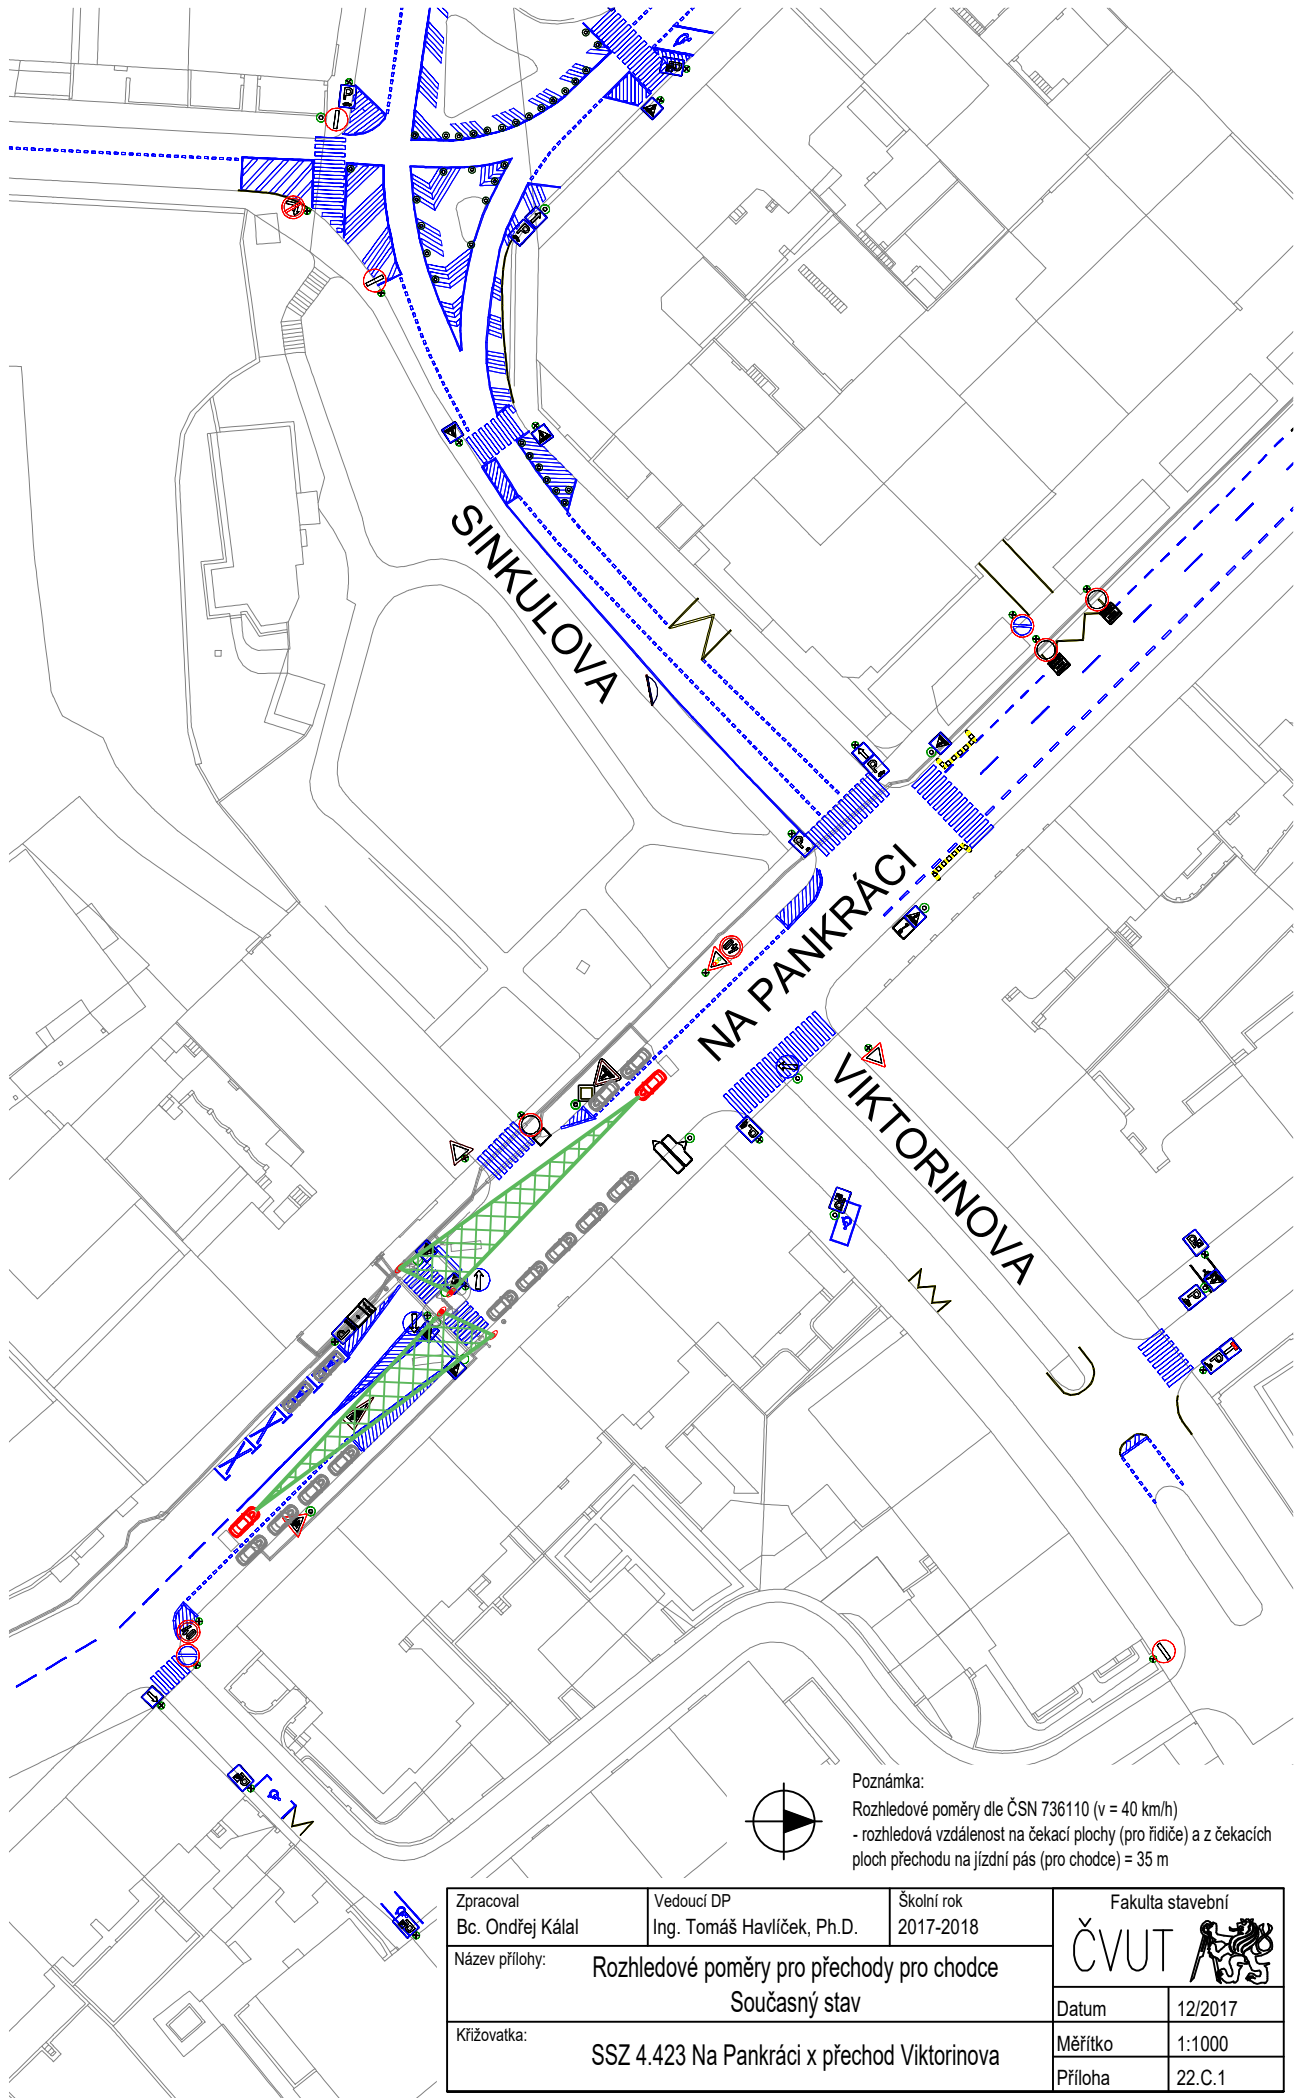 SINKULOVA
NA PANKRÁCI
VIKTORINOVA
Poznámka:
Rozhledové poměry dle ČSN 736110 (v = 40 km/h)
- rozhledová vzdálenost na čekací plochy (pro řidiče) a z čekacích
ploch přechodu na jízdní pás (pro chodce) = 35 m
Zpracoval
Bc. Ondřej Kálal
Vedoucí DP
Ing. Tomáš Havlíček, Ph.D.
Školní rok
2017-2018
Fakulta stavební
ČVUT
Název přílohy:
Rozhledové poměry pro přechody pro chodce
Současný stav
Křižovatka:
SSZ 4.423 Na Pankráci x přechod Viktorinova
Datum
12/2017
Měřítko
1:1000
Příloha
22.C.1